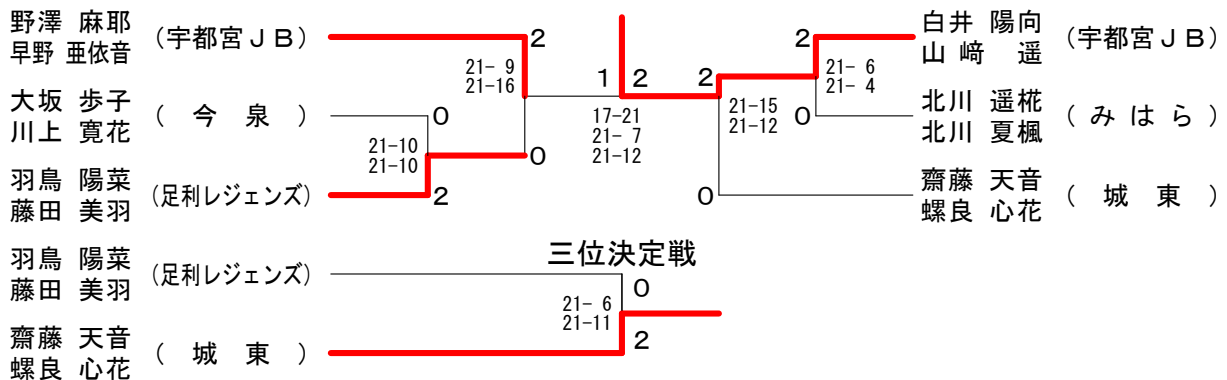 野澤 麻耶
早野 亜依音
(宇都宮ＪＢ)
2
21- 9
21-16
大坂 歩子
川上 寛花
( 今 泉 )
0
21-10
21-10
0
羽鳥 陽菜
藤田 美羽
(足利レジェンズ)
2
1
2
17-21
21- 7
21-12
2
2
白井 陽向
山﨑 遥
(宇都宮ＪＢ)
21- 6
21- 4
21-15
21-12
0
北川 遥椛
北川 夏楓
( み は ら )
0
齋藤 天音
螺良 心花
( 城 東 )
三位決定戦
羽鳥 陽菜
藤田 美羽
(足利レジェンズ)
0
21- 6
21-11
2
齋藤 天音
螺良 心花
( 城 東 )